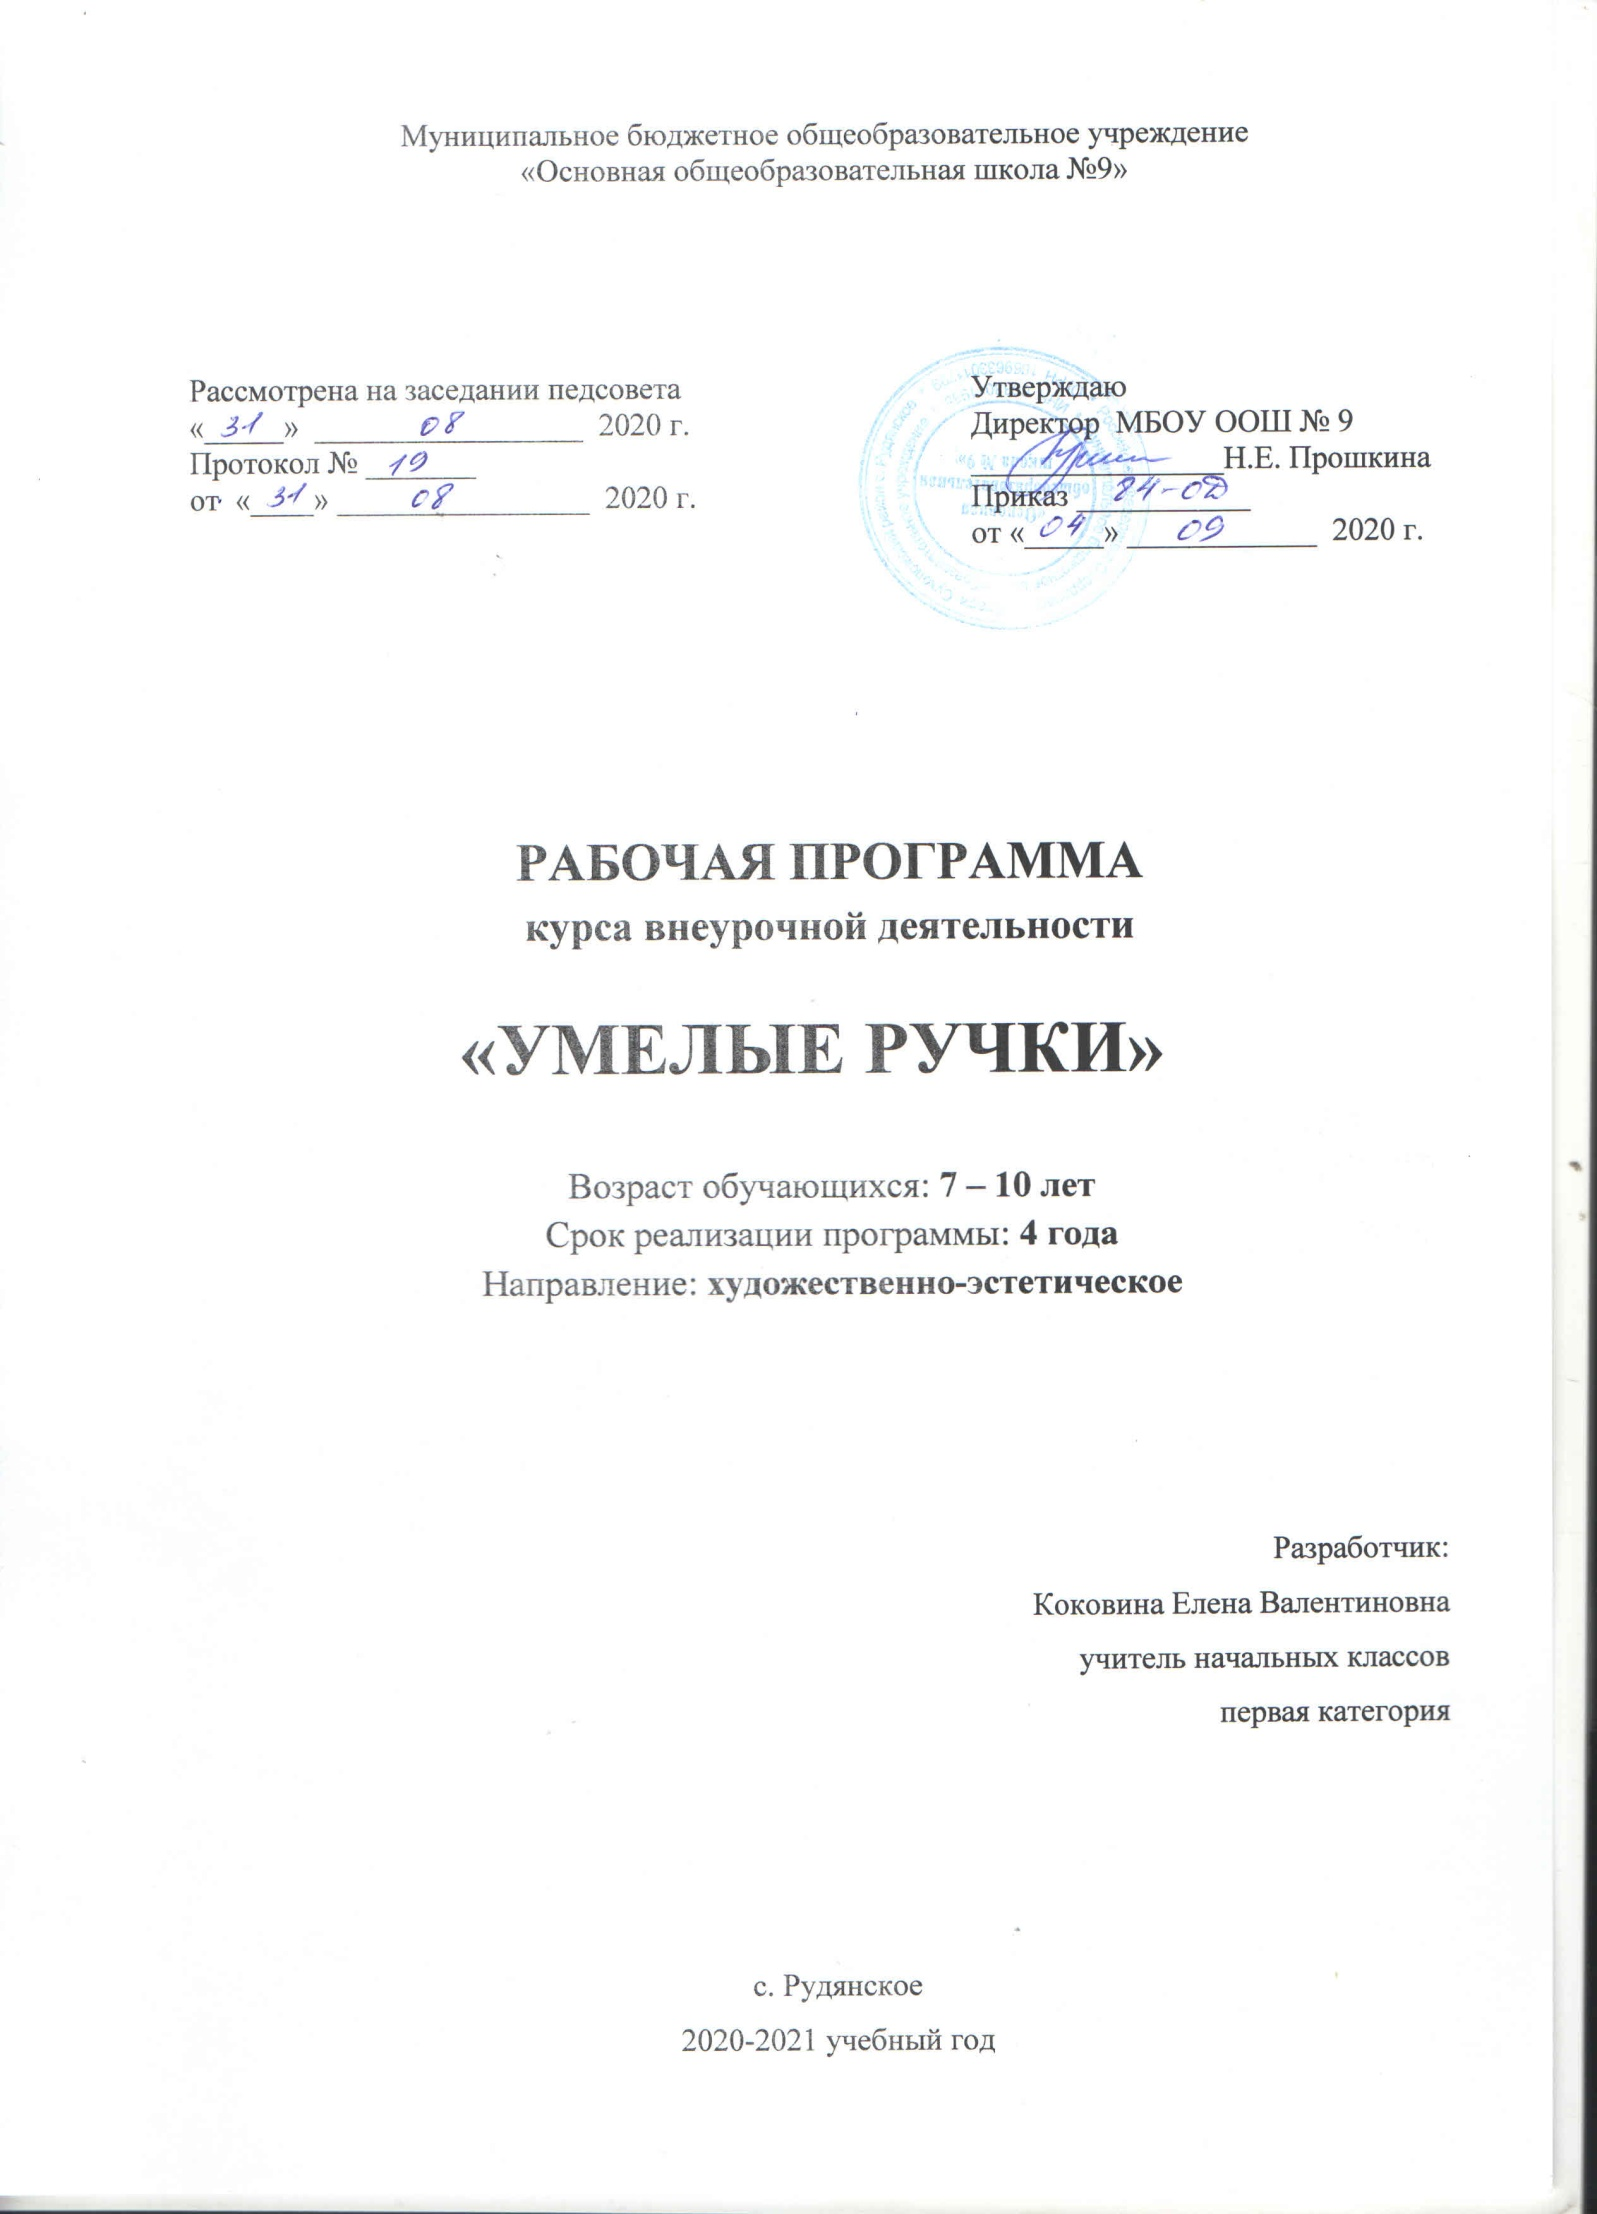 Муниципальное бюджетное общеобразовательное учреждение
«Основная общеобразовательная школа №9»
Рассмотрена на заседании педсовета
«31» 08 2020 г.
Протокол № 19
от «31» 08 2020 г.
Утверждаю
Директор МБОУ ООШ № 9
Н.Е. Прошкина
Приказ 84-ОД
от «04» 09 2020 г.
РАБОЧАЯ ПРОГРАММА
курса внеурочной деятельности
«УМЕЛЫЕ РУЧКИ»
Возраст обучающихся: 7 – 10 лет
Срок реализации программы: 4 года
Направление: художественно-эстетическое
Разработчик:
Коковина Елена Валентиновна
учитель начальных классов
первая категория
с. Рудянское
2020-2021 учебный год